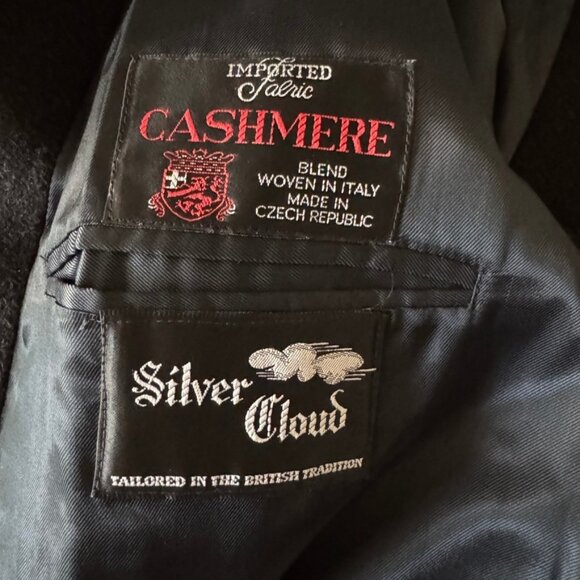 IMPORTED
Fabric
CASHMERE
BLEND
WOVEN IN ITALY
MADE IN
CZECH REPUBLIC
Silver
Cloud
TAILORED IN THE BRITISH TRADITION